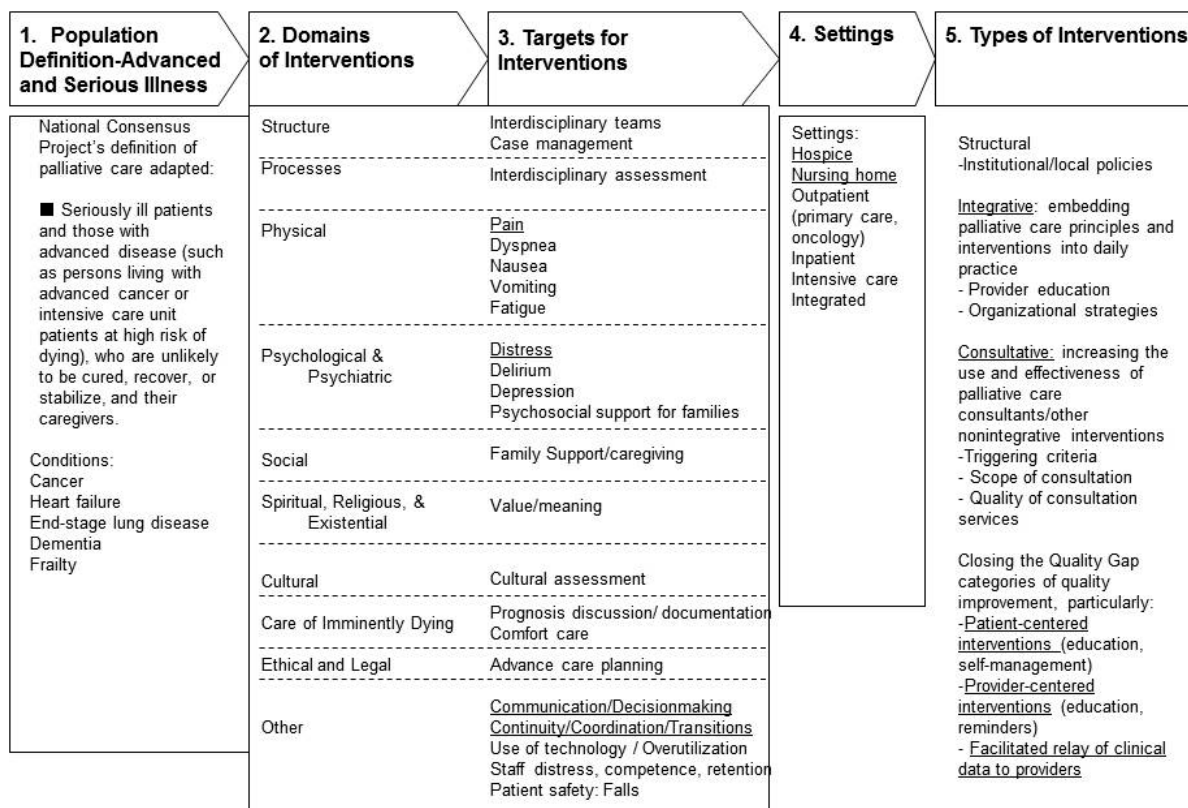 1. Population
Definition-Advanced
and Serious Illness
National Consensus
Project's definition of
palliative care adapted:
■ Seriously ill patients
and those with
advanced disease (such
as persons living with
advanced cancer or
intensive care unit
patients at high risk of
dying), who are unlikely
to be cured, recover, or
stabilize, and their
caregivers.
Conditions:
Cancer
Heart failure
End-stage lung disease
Dementia
Frailty
2. Domains
of Interventions
3. Targets for
Interventions
Structure
Interdisciplinary teams
Case management
Processes
Interdisciplinary assessment
Physical
Pain
Dyspnea
Nausea
Vomiting
Fatigue
Psychological &
Psychiatric
Distress
Delirium
Depression
Psychosocial support for families
Social
Family Support/caregiving
Spiritual, Religious, &
Existential
Value/meaning
Cultural
Cultural assessment
Care of Imminently Dying
Prognosis discussion/ documentation
Comfort care
Ethical and Legal
Advance care planning
Other
Communication/Decisionmaking
Continuity/Coordination/Transitions
Use of technology / Overutilization
Staff distress, competence, retention
Patient safety: Falls
4. Settings
Settings:
Hospice
Nursing home
Outpatient
(primary care,
oncology)
Inpatient
Intensive care
Integrated
5. Types of Interventions
Structural
-Institutional/local policies
Integrative: embedding
palliative care principles and
interventions into daily
practice
- Provider education
- Organizational strategies
Consultative: increasing the
use and effectiveness of
palliative care
consultants/other
nonintegrative interventions
-Triggering criteria
- Scope of consultation
- Quality of consultation
services
Closing the Quality Gap
categories of quality
improvement, particularly:
-Patient-centered
interventions (education,
self-management)
-Provider-centered
interventions (education,
reminders)
- Facilitated relay of clinical
data to providers